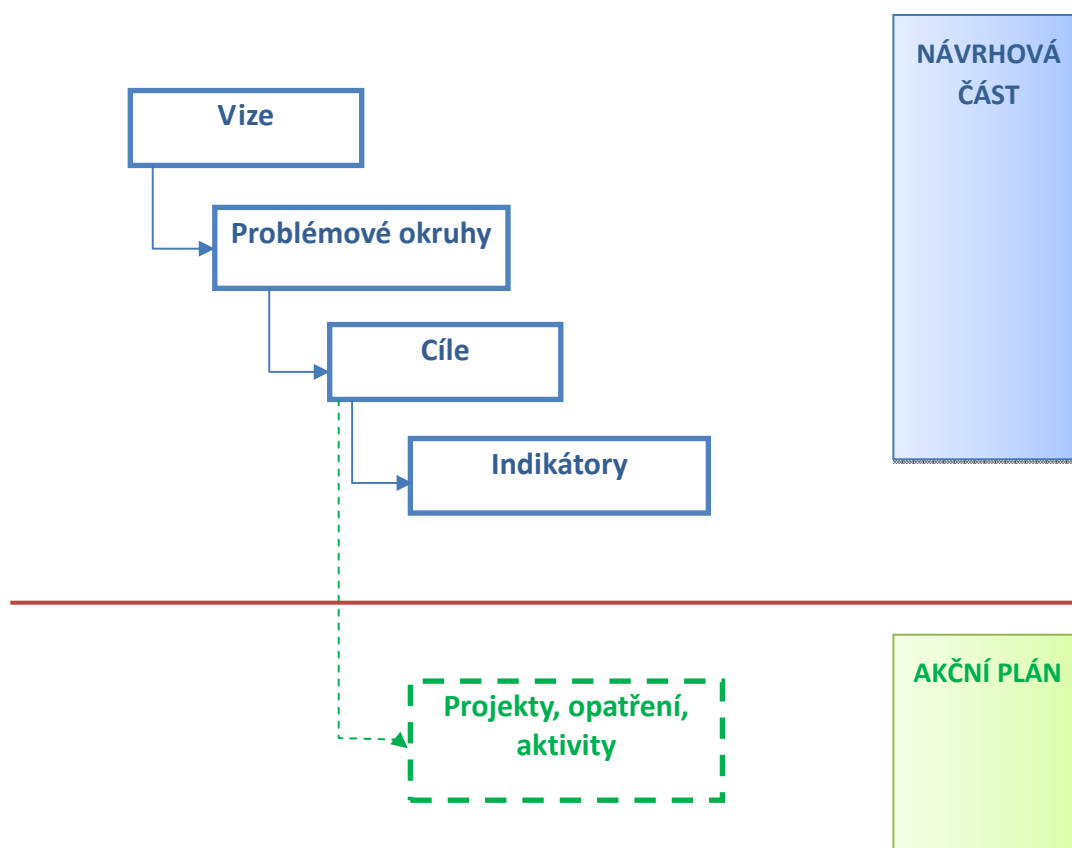 NÁVRHOVÁ
ČÁST
Vize
Problémové okruhy
Cíle
Indikátory
AKČNÍ PLÁN
Projekty, opatření,
aktivity